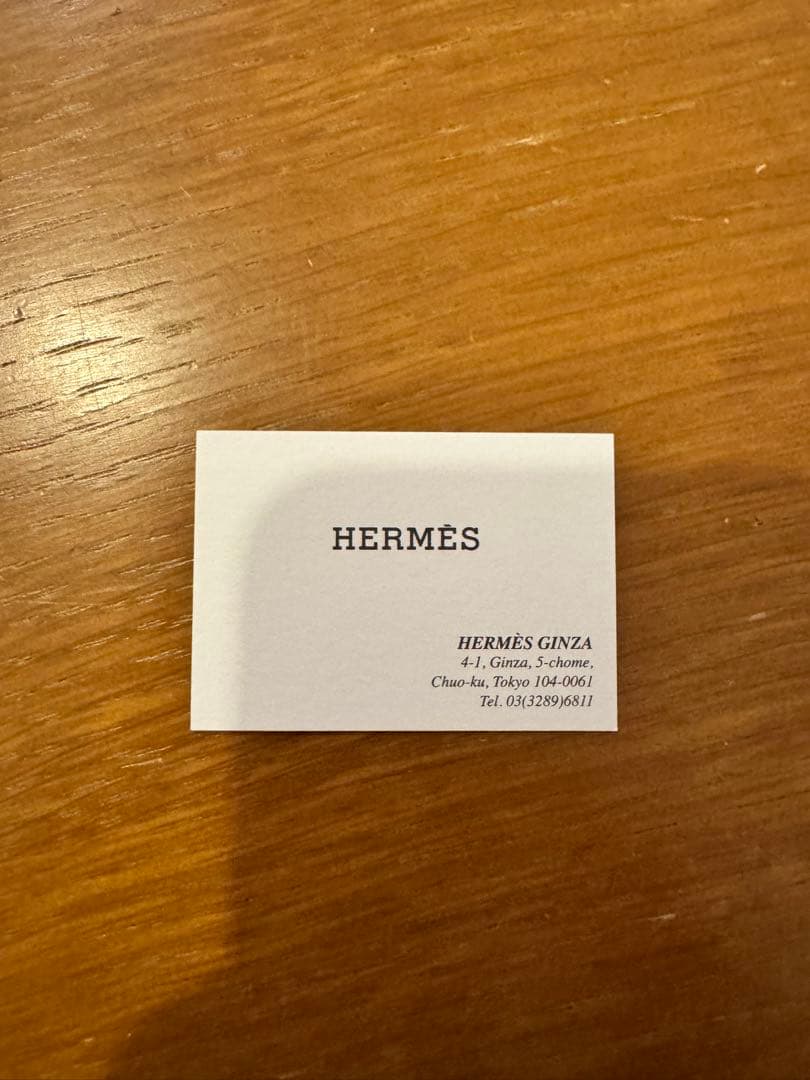 HERMÈS
HERMÈS GINZA
4-1, Ginza, 5-chome,
Chuo-ku, Tokyo 104-0061
Tel. 03(3289)6811